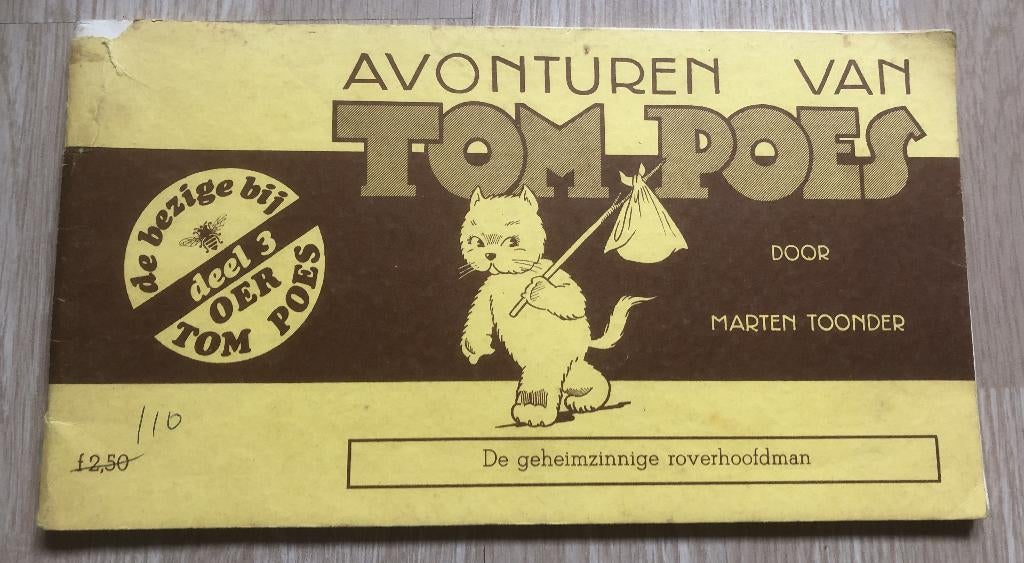 AVONTUREN VAN
TOM POES
DOOR
MARTEN TOONDER
de bezige bij
deel 3
OER
TOM POES
110
f 2,50
De geheimzinnige roverhoofdman